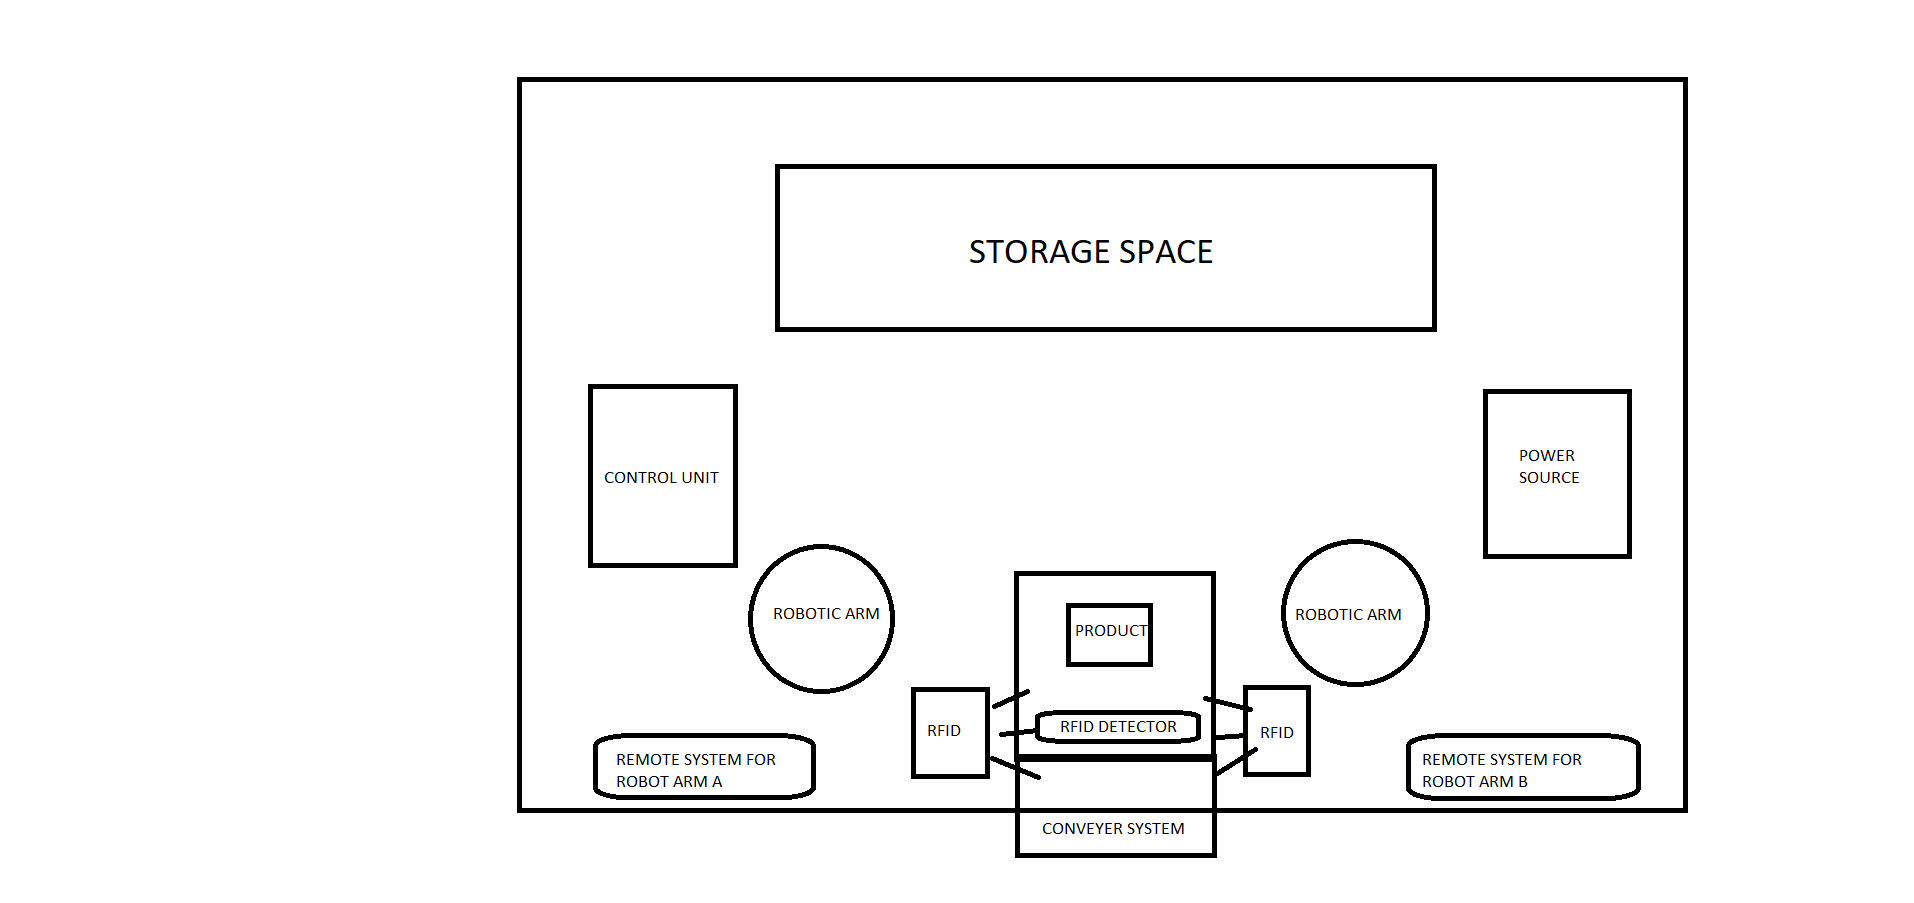 STORAGE SPACE
CONTROL UNIT
POWER
SOURCE
ROBOTIC ARM
ROBOTIC ARM
PRODUCT
RFID
RFID DETECTOR
RFID
REMOTE SYSTEM FOR
ROBOT ARM A
REMOTE SYSTEM FOR
ROBOT ARM B
CONVEYER SYSTEM